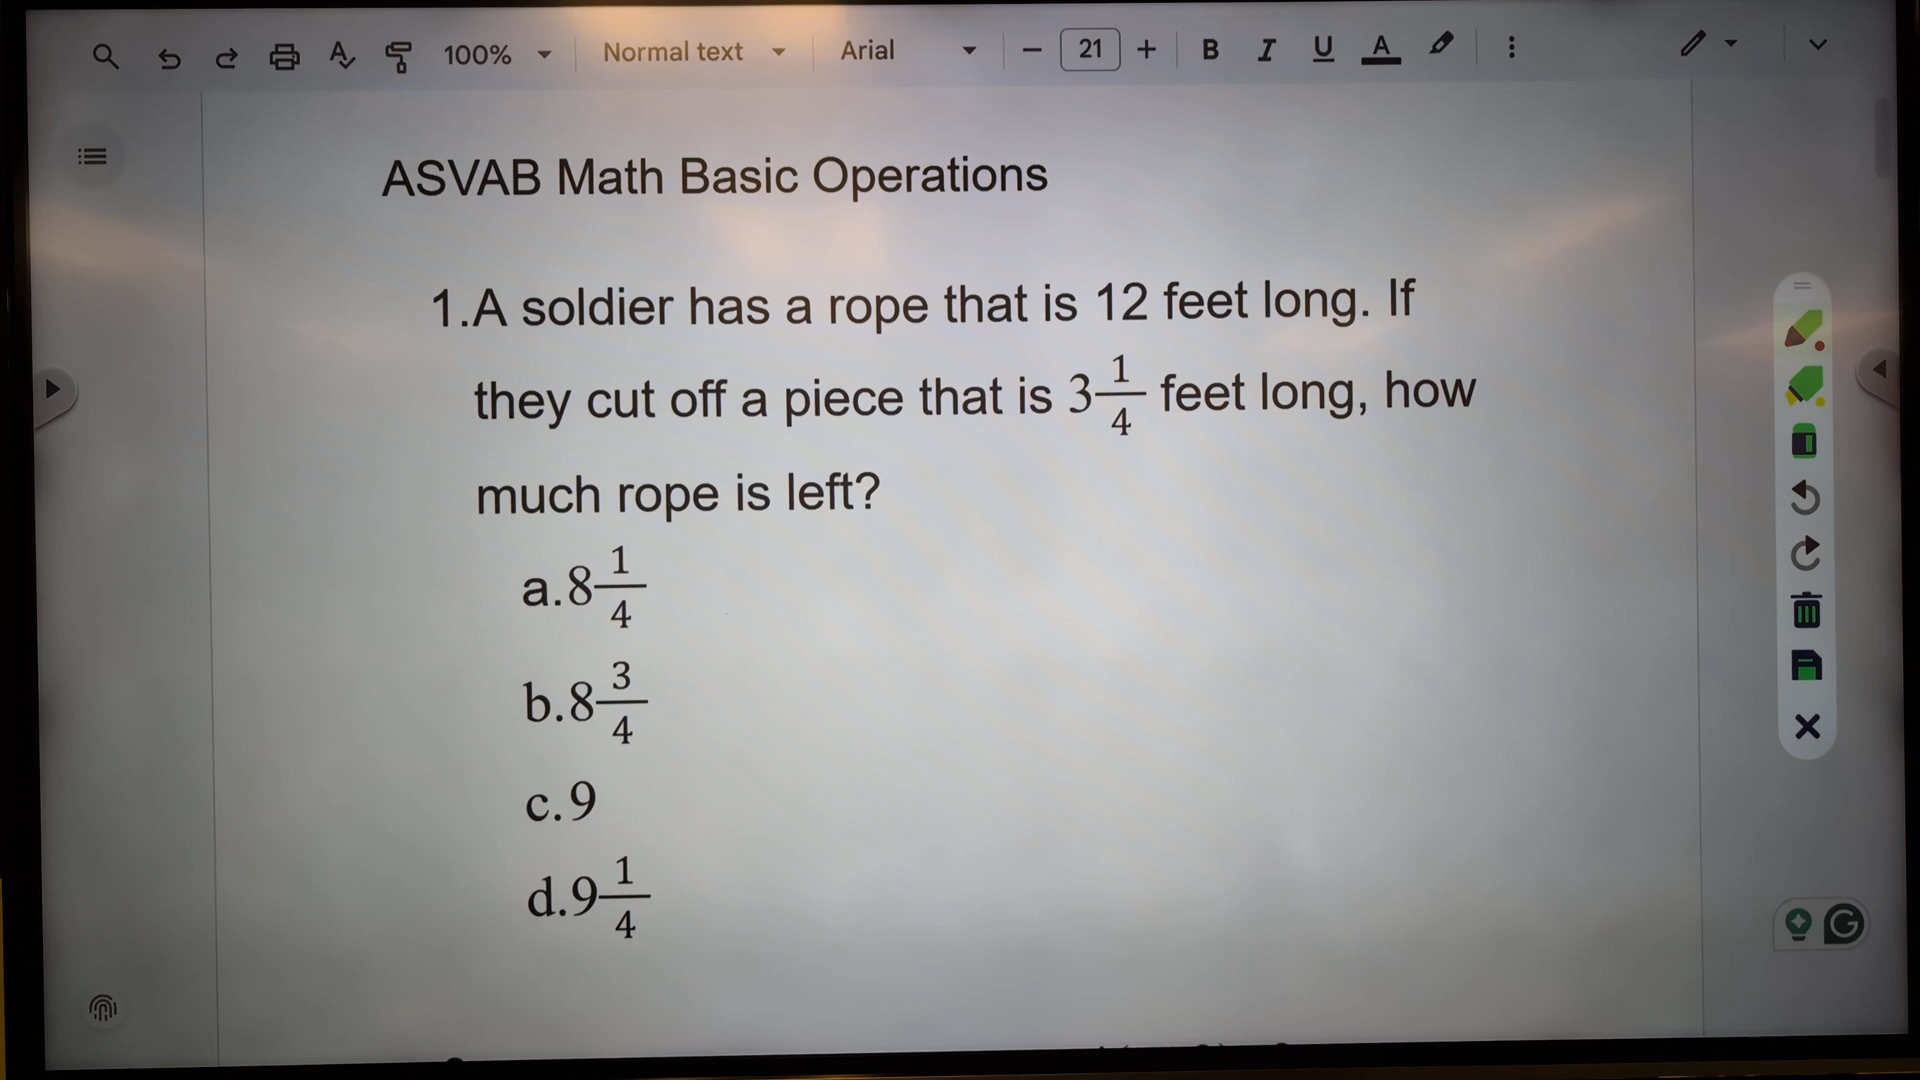 100% Normal text Arial 21 B I U A
ASVAB Math Basic Operations
1.A soldier has a rope that is 12 feet long. If
they cut off a piece that is 3 1/4 feet long, how
much rope is left?
a.8 1/4
b.8 3/4
c.9
d.9 1/4